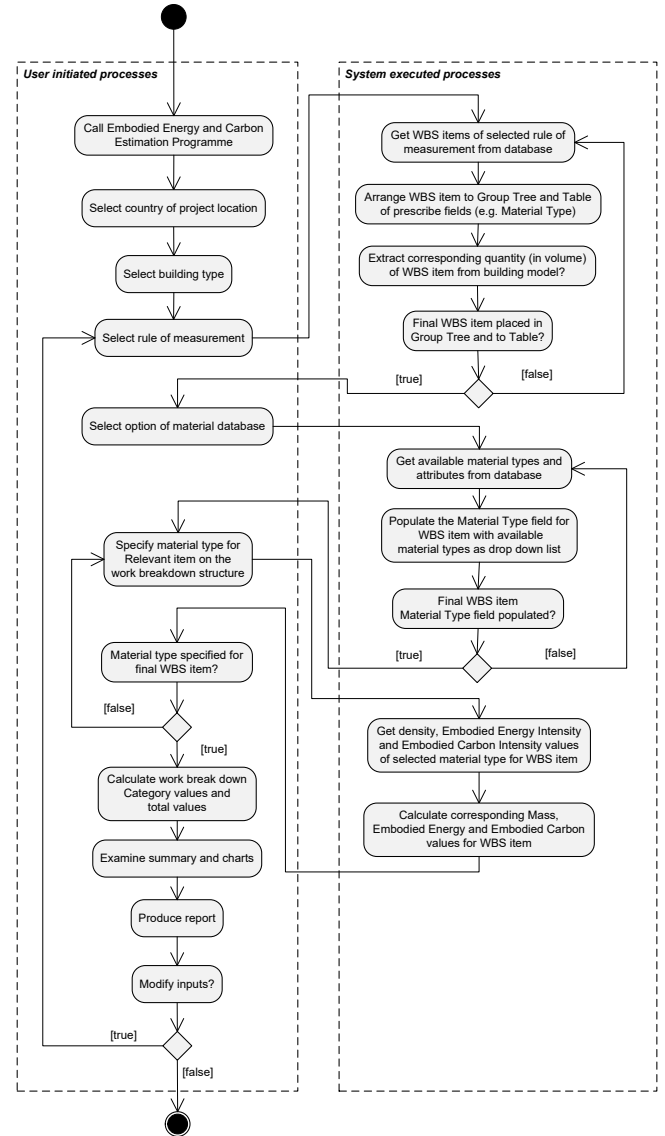 User initiated processes
Call Embodied Energy and Carbon
Estimation Programme
Select country of project location
Select building type
Select rule of measurement
System executed processes
Get WBS items of selected rule of
measurement from database
Arrange WBS item to Group Tree and Table
of prescribe fields (e.g. Material Type)
Extract corresponding quantity (in volume)
of WBS item from building model?
Final WBS item placed in
Group Tree and to Table?
[true]
[false]
Select option of material database
Get available material types and
attributes from database
Populate the Material Type field for
WBS item with available
material types as drop down list
Final WBS item
Material Type field populated?
[true]
[false]
Specify material type for
Relevant item on the
work breakdown structure
Get density, Embodied Energy Intensity
and Embodied Carbon Intensity values
of selected material type for WBS item
Calculate corresponding Mass,
Embodied Energy and Embodied Carbon
values for WBS item
Material type specified for
final WBS item?
[false]
[true]
Calculate work break down
Category values and
total values
Examine summary and charts
Produce report
Modify inputs?
[true]
[false]